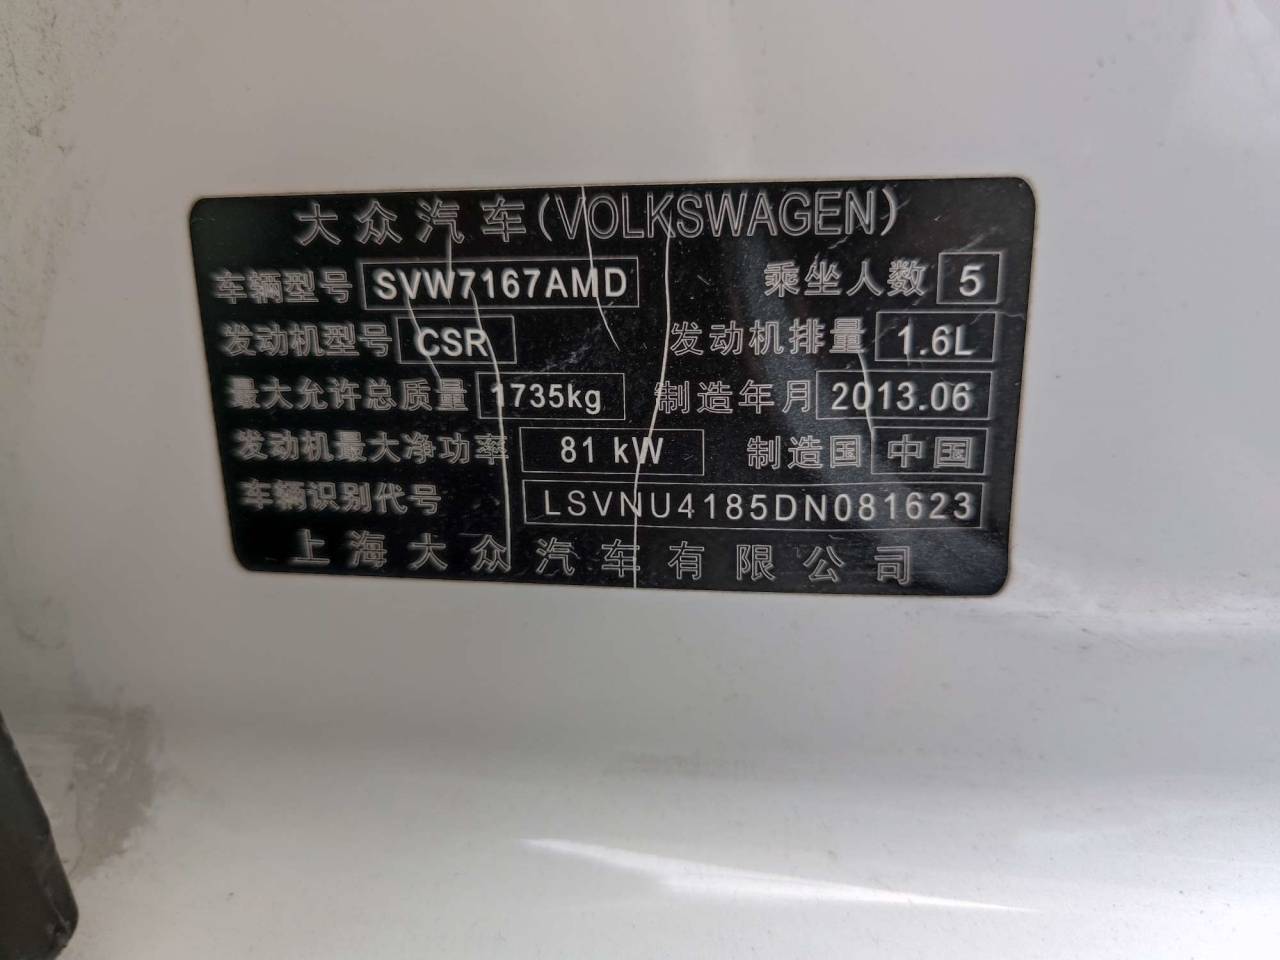 大众汽车(VOLKSWAGEN)
车辆型号 SVW7167AMD 乘坐人数 5
发动机型号 CSR 发动机排量 1.6L
最大允许总质量 1735kg 制造年月 2013.06
发动机最大净功率 81 kW 制造国 中国
车辆识别代号 LSVNU4185DN081623
上海大众汽车有限公司